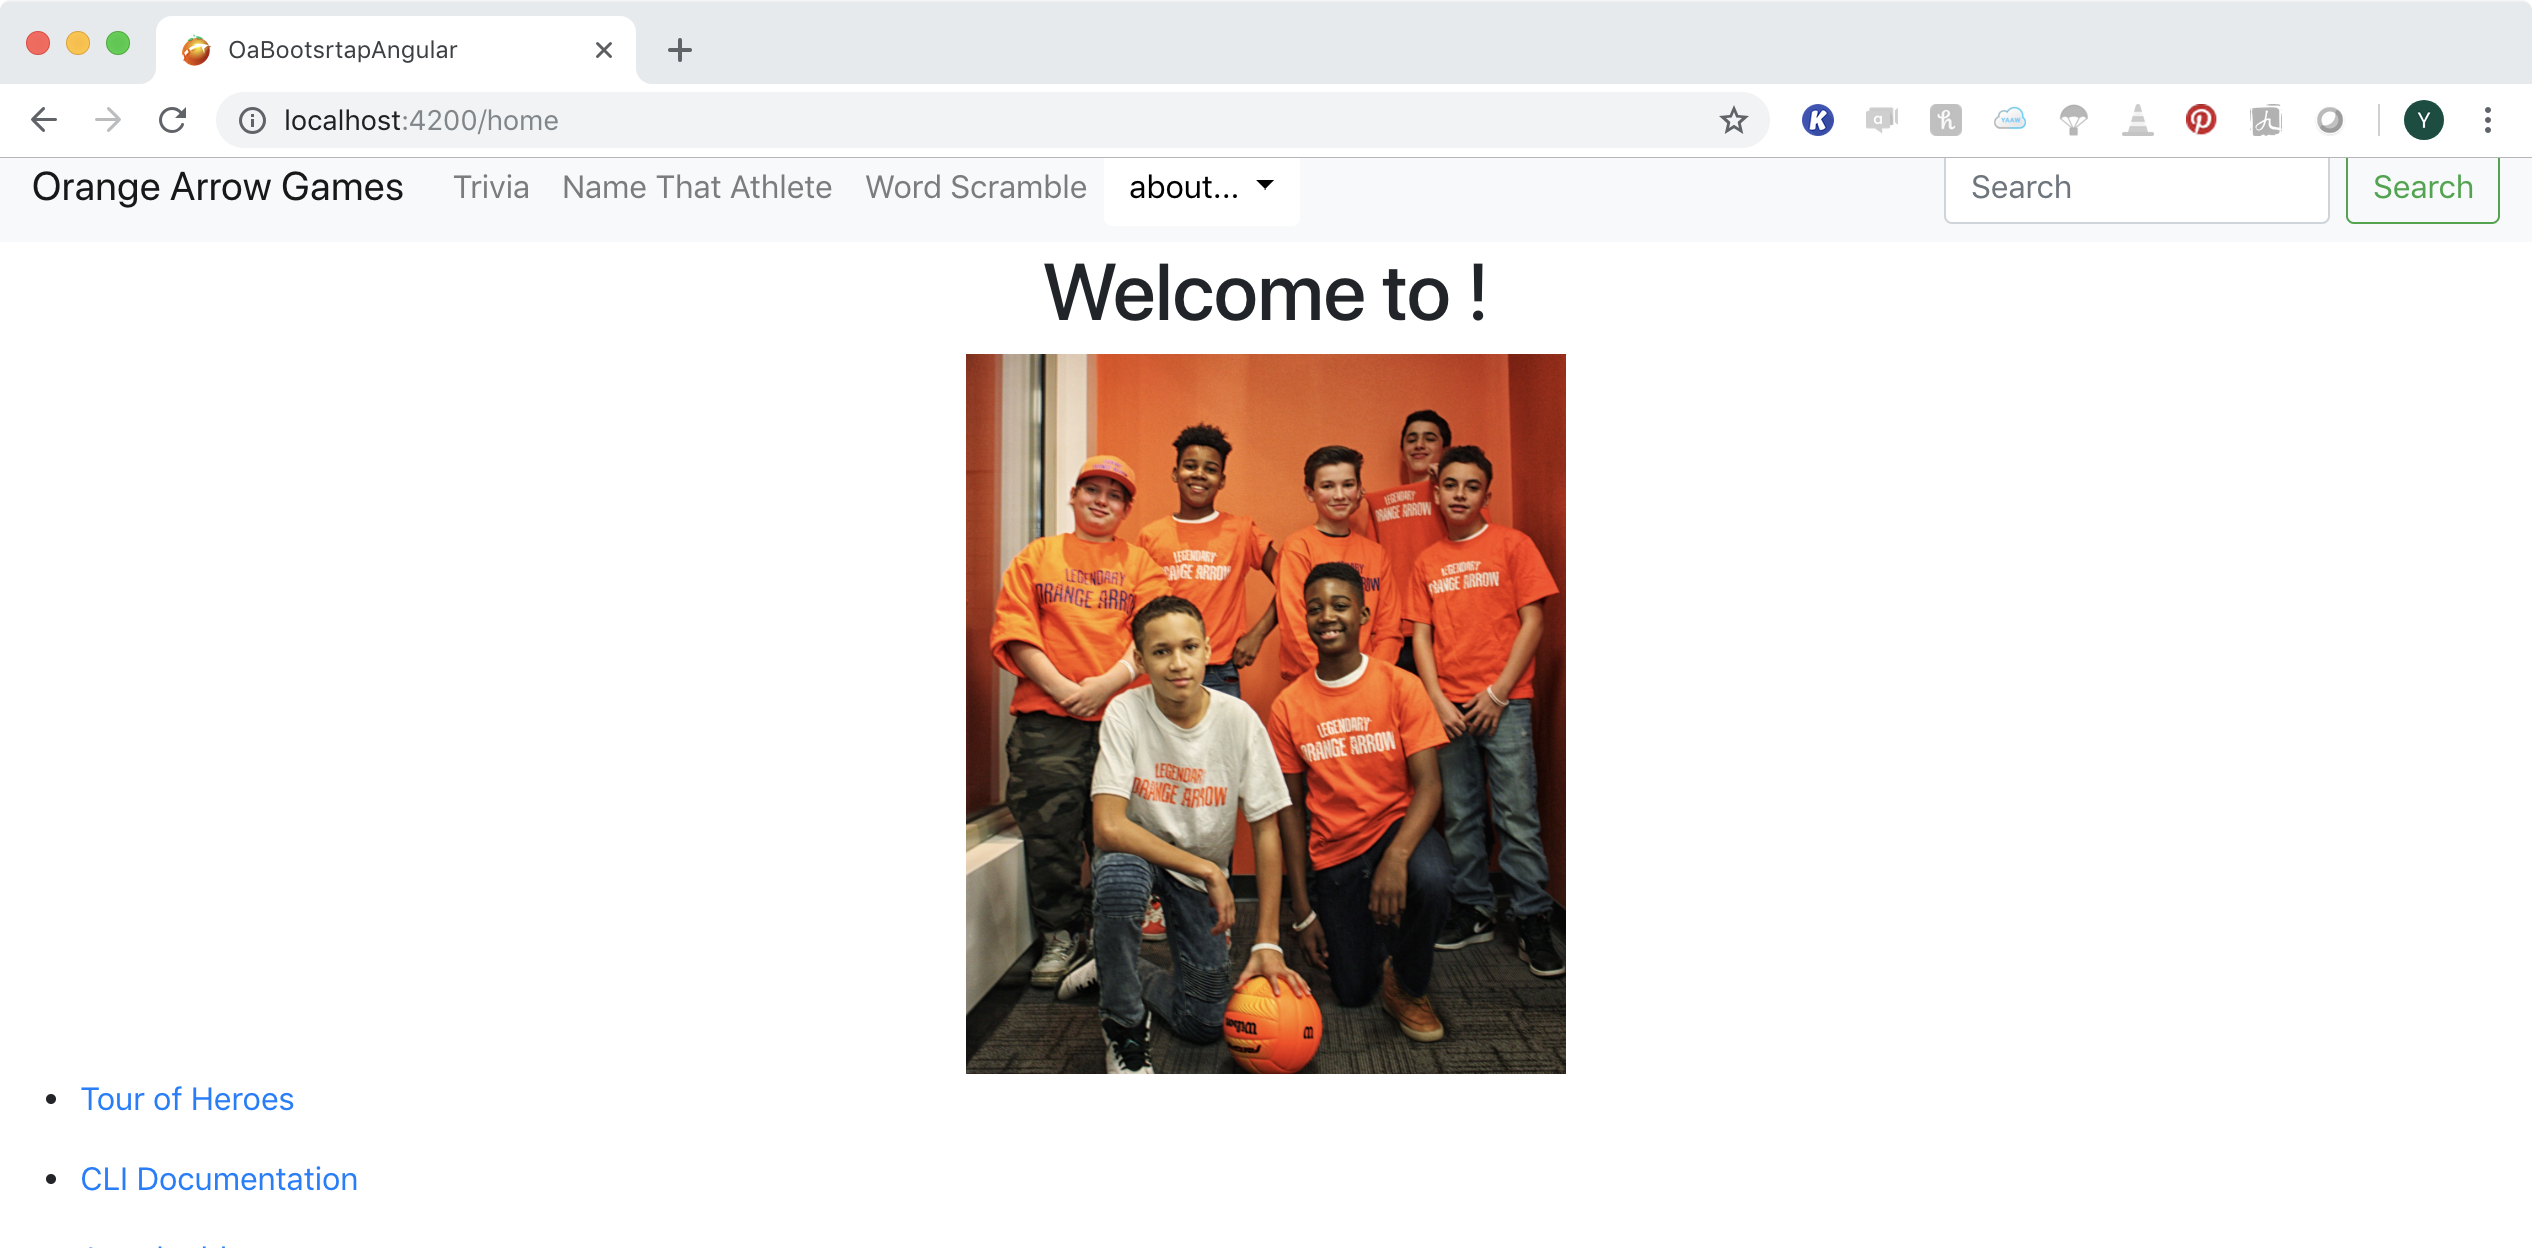 OaBootsrtapAngular
localhost:4200/home
YAAW
Y
Orange Arrow Games Trivia Name That Athlete Word Scramble about... Search Search
Welcome to !
LEGENDARY
ORANGE ARROW
LEGENDARY
ORANGE ARROW
LEGENDARY
ORANGE ARROW
LEGENDARY
ORANGE ARROW
LEGENDARY
ORANGE ARROW
LEGENDARY
ORANGE ARROW
Wilson
Tour of Heroes
CLI Documentation